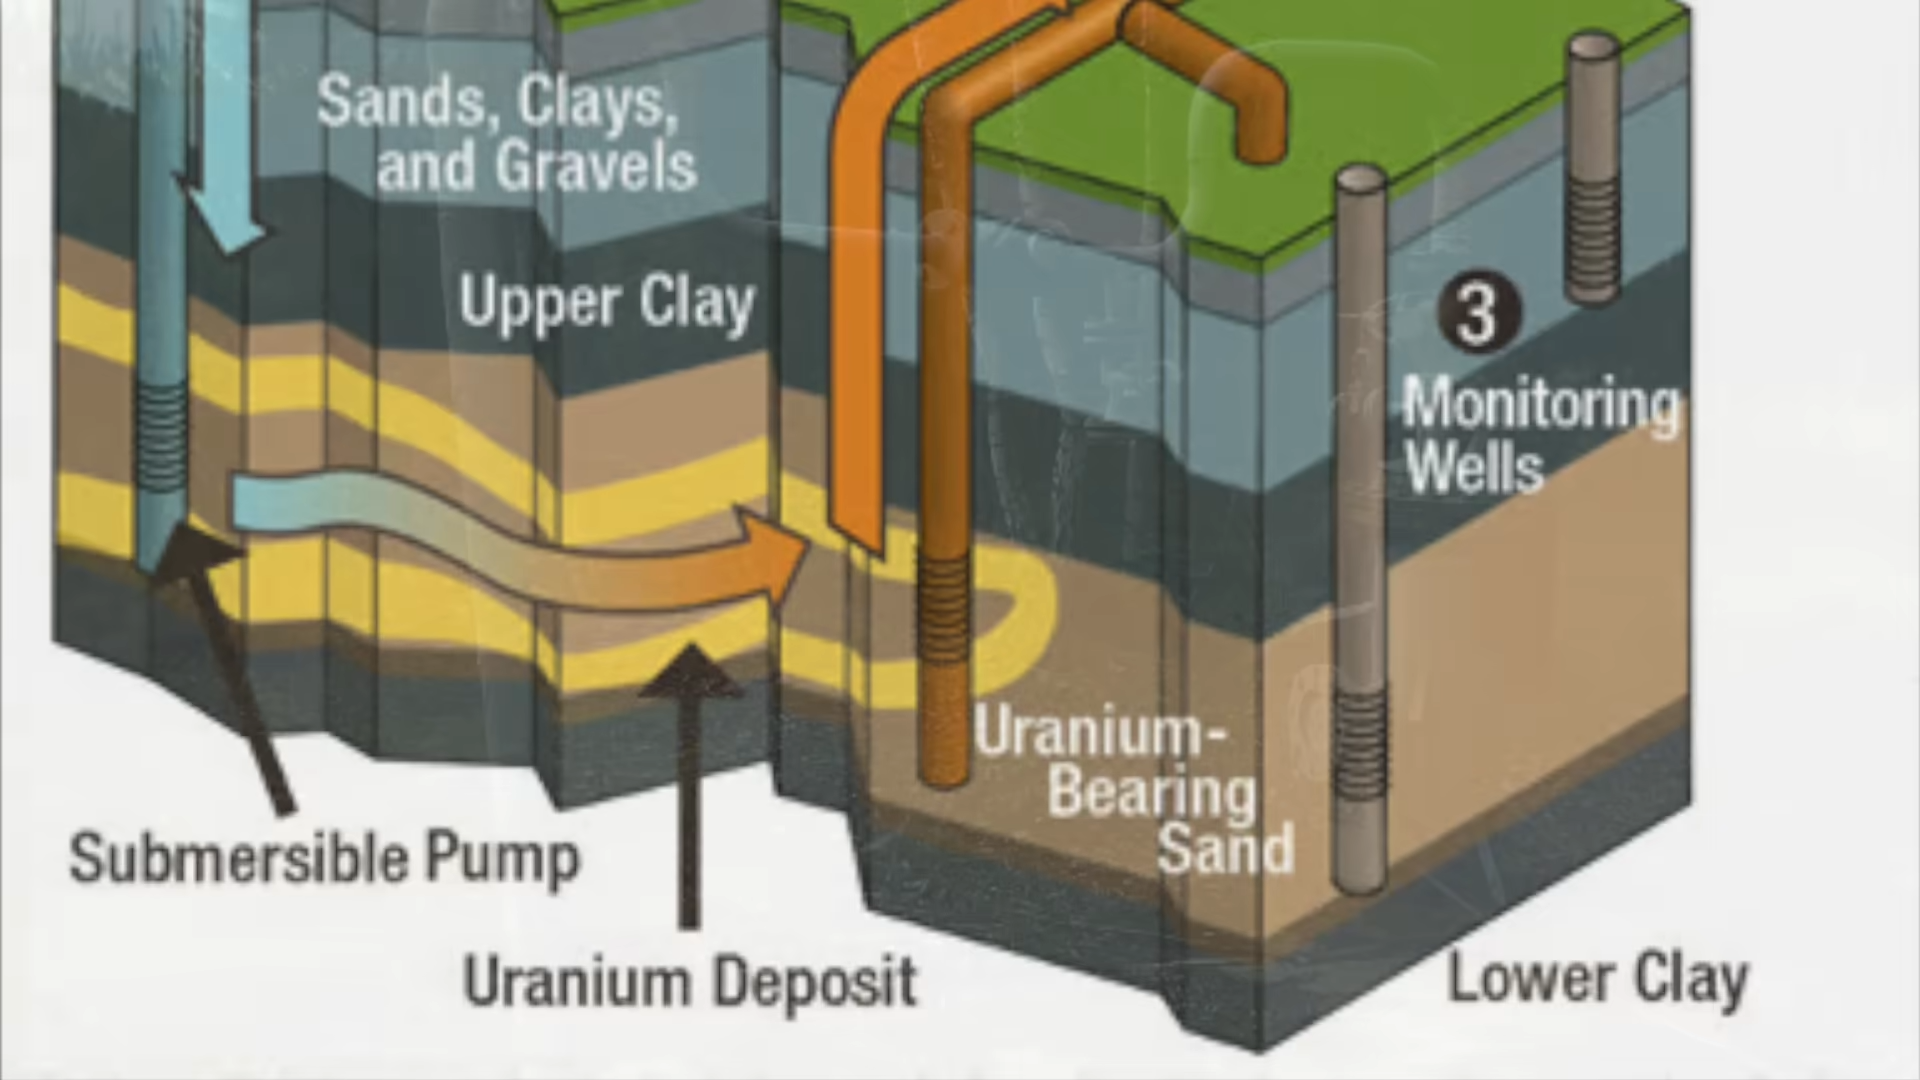 Sands, Clays,
and Gravels
Upper Clay
3
Monitoring
Wells
Uranium-
Bearing
Sand
Submersible Pump
Uranium Deposit
Lower Clay